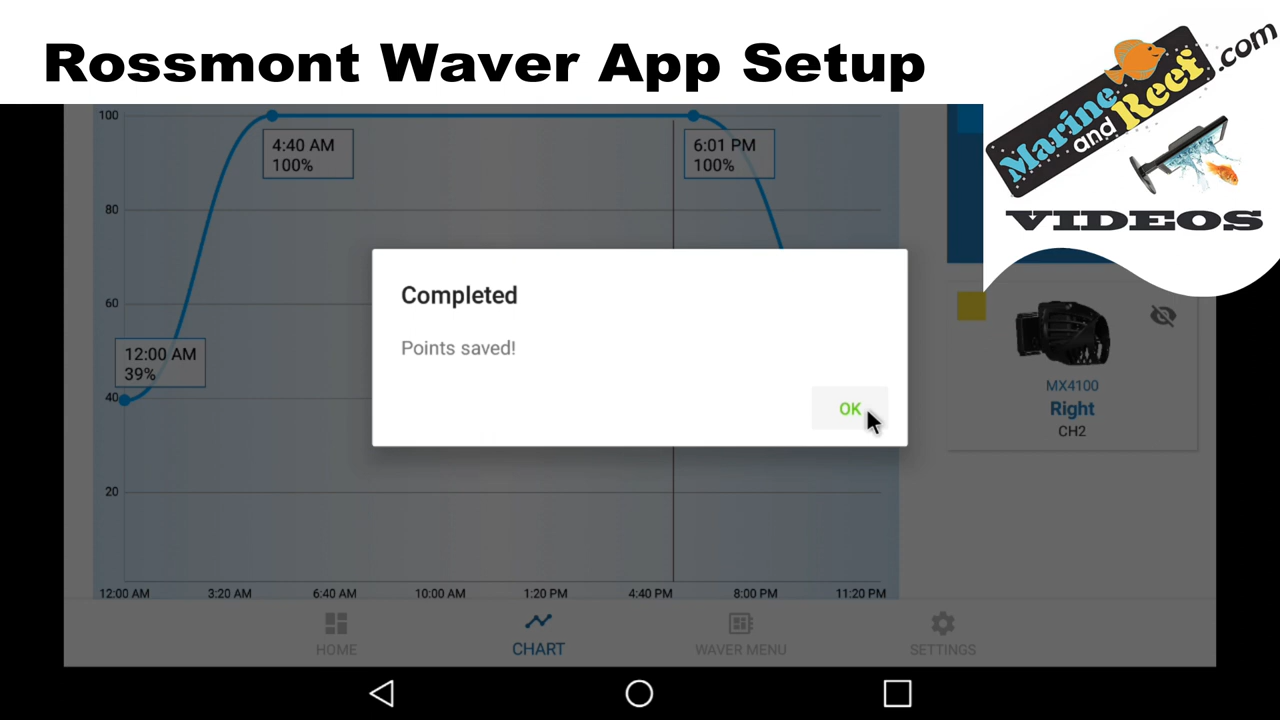 Rossmont Waver App Setup
Marine and Reef .com
VIDEOS
100
80
60
40
20
4:40 AM
100%
6:01 PM
100%
12:00 AM
39%
Completed
Points saved!
OK
MX4100
Right
CH2
12:00 AM 3:20 AM 6:40 AM 10:00 AM 1:20 PM 4:40 PM 8:00 PM 11:20 PM
HOME CHART WAVER MENU SETTINGS